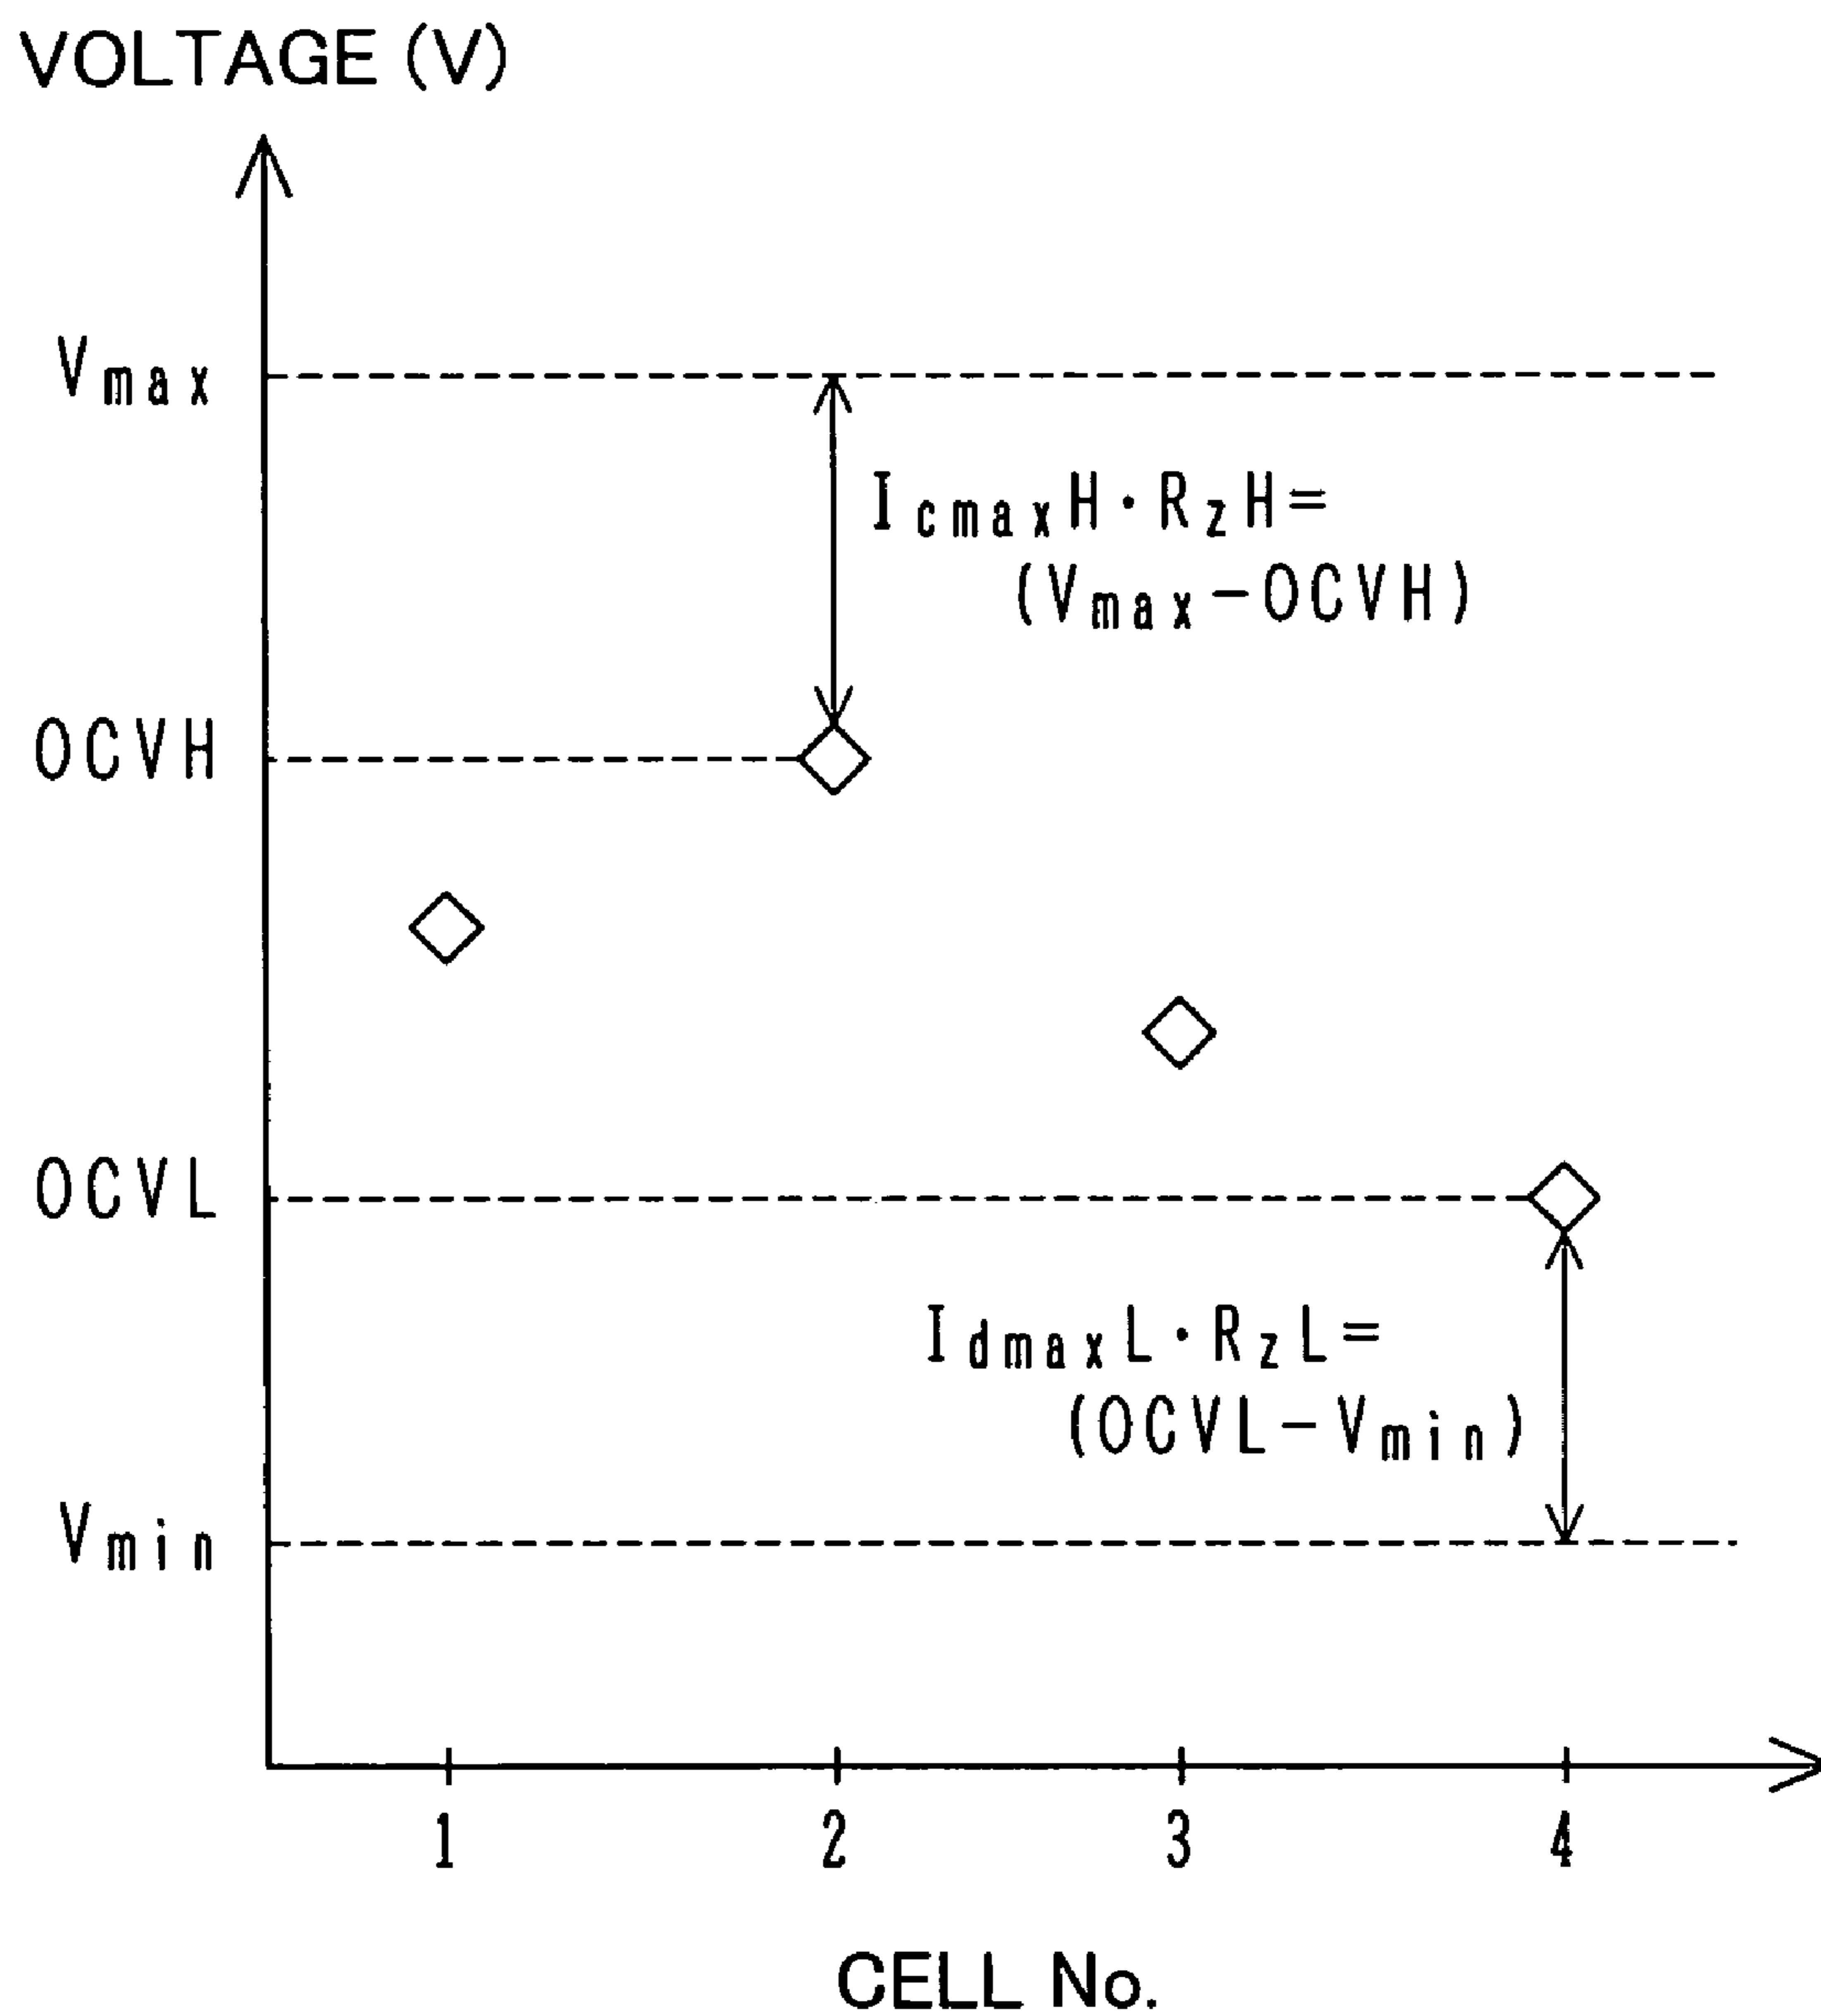 VOLTAGE (V)
Vmax
IcmaxH·RzH=
(Vmax-OCVH)
OCVH
OCVL
IdmaxL·RzL=
(OCVL-Vmin)
Vmin
1 2 3 4
CELL No.